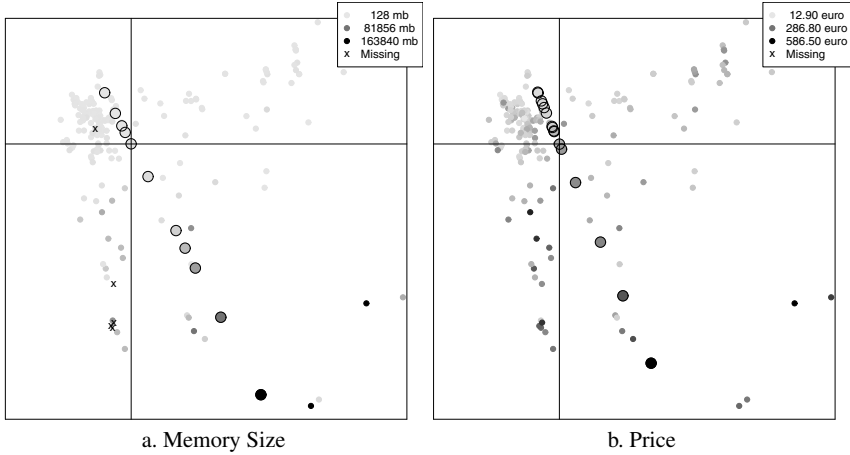 128 mb
81856 mb
163840 mb
x Missing
12.90 euro
286.80 euro
586.50 euro
x Missing
x
x
x
x
a. Memory Size
b. Price